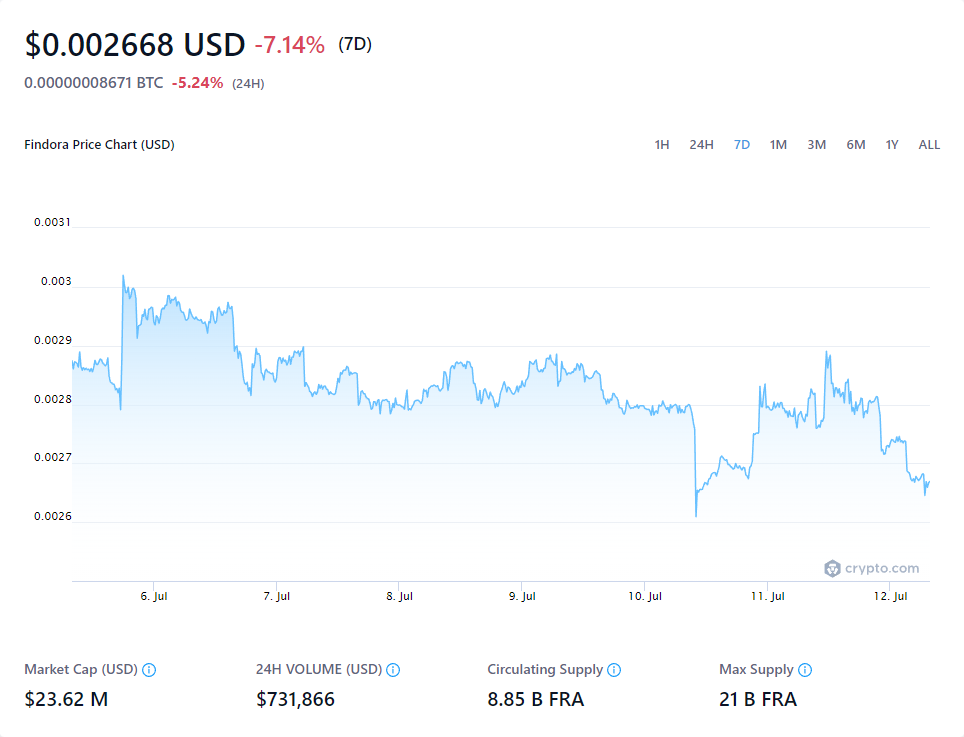 $0.002668 USD -7.14% (7D)
0.00000008671 BTC -5.24% (24H)
Findora Price Chart (USD) 1H 24H 7D 1M 3M 6M 1Y ALL
0.0031
0.003
0.0029
0.0028
0.0027
0.0026
crypto.com
6. Jul 7. Jul 8. Jul 9. Jul 10. Jul 11. Jul 12. Jul
Market Cap (USD) 24H VOLUME (USD) Circulating Supply Max Supply
$23.62 M $731,866 8.85 B FRA 21 B FRA